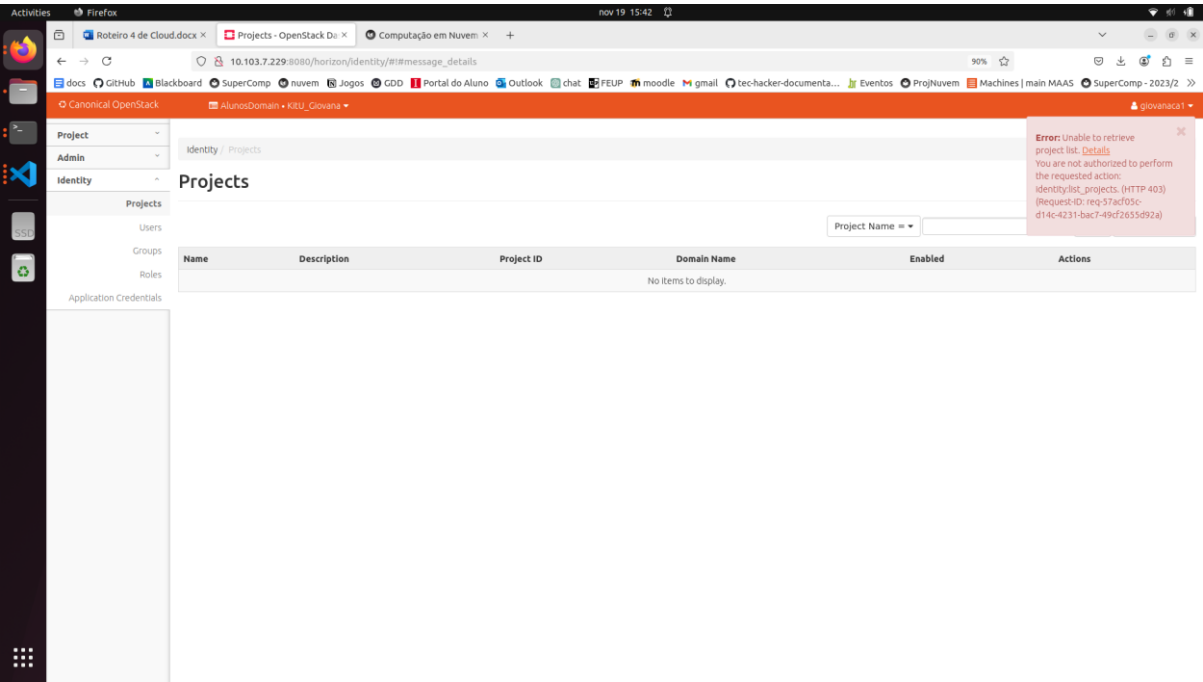 Activities Firefox nov 19 15:42
Roteiro 4 de Cloud.docx × Projects - OpenStack Da × Computação em Nuvem × +
10.103.7.229:8080/horizon/identity/#!#message_details 90%
docs GitHub Blackboard SuperComp nuvem Jogos GDD Portal do Aluno Outlook chat FEUP moodle gmail tec-hacker-documenta... Eventos ProjNuvem Machines | main MAAS SuperComp - 2023/2
Canonical OpenStack AlunosDomain • KitU_Giovana giovanaca1
Project
Admin
Identity
Projects
Users
Groups
Roles
Application Credentials
Identity / Projects
Projects
Error: Unable to retrieve
project list. Details
You are not authorized to perform
the requested action:
identity:list_projects. (HTTP 403)
(Request-ID: req-57acf05c-
d14c-4231-bac7-49cf2655d92a)
Project Name =
Name Description Project ID Domain Name Enabled Actions
No items to display.
SSD